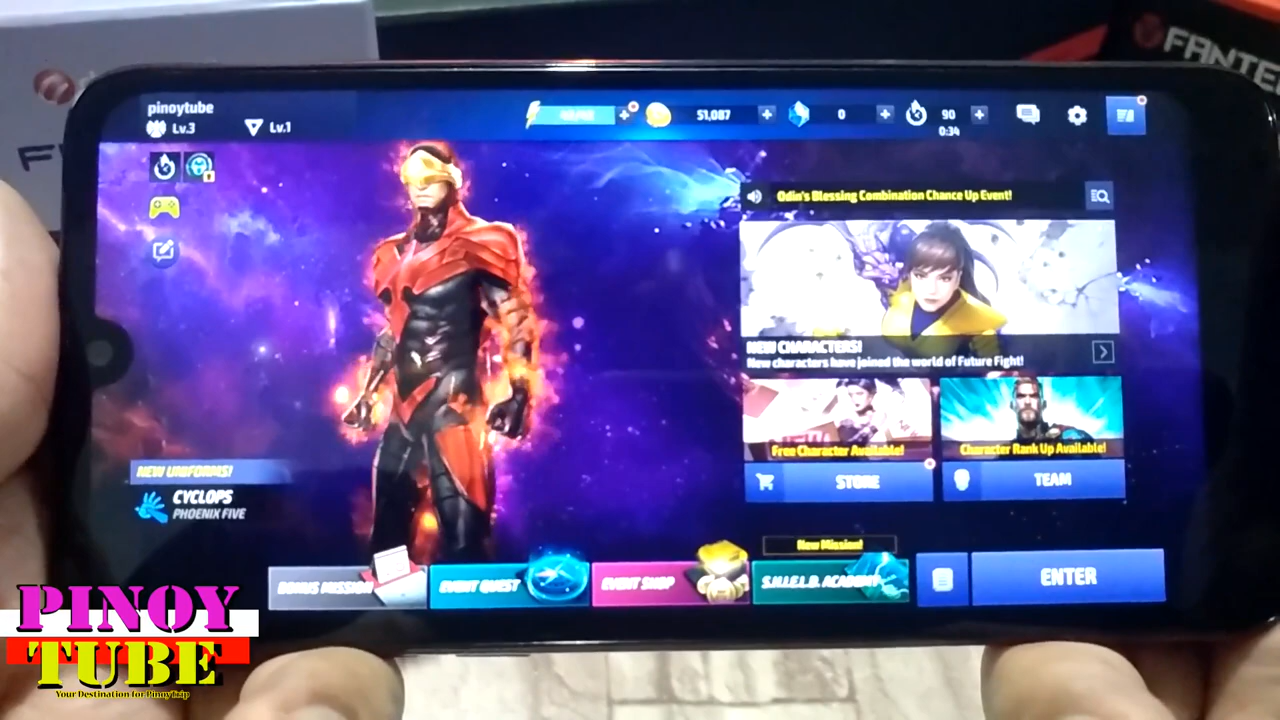 pinoytube
Lv.3
Lv.1
51,087
0
90
0:34
Odin's Blessing Combination Chance Up Event!
NEW CHARACTERS!
New characters have joined the world of Future Fight!
Free Character Available!
Character Rank Up Available!
STORE
TEAM
NEW UNIFORMS!
CYCLOPS
PHOENIX FIVE
New Mission!
BONUS MISSION
EVENT QUEST
EVENT SHOP
S.H.I.E.L.D. ACADEMY
ENTER
PINOY
TUBE
Your Destination for PinoyTrip